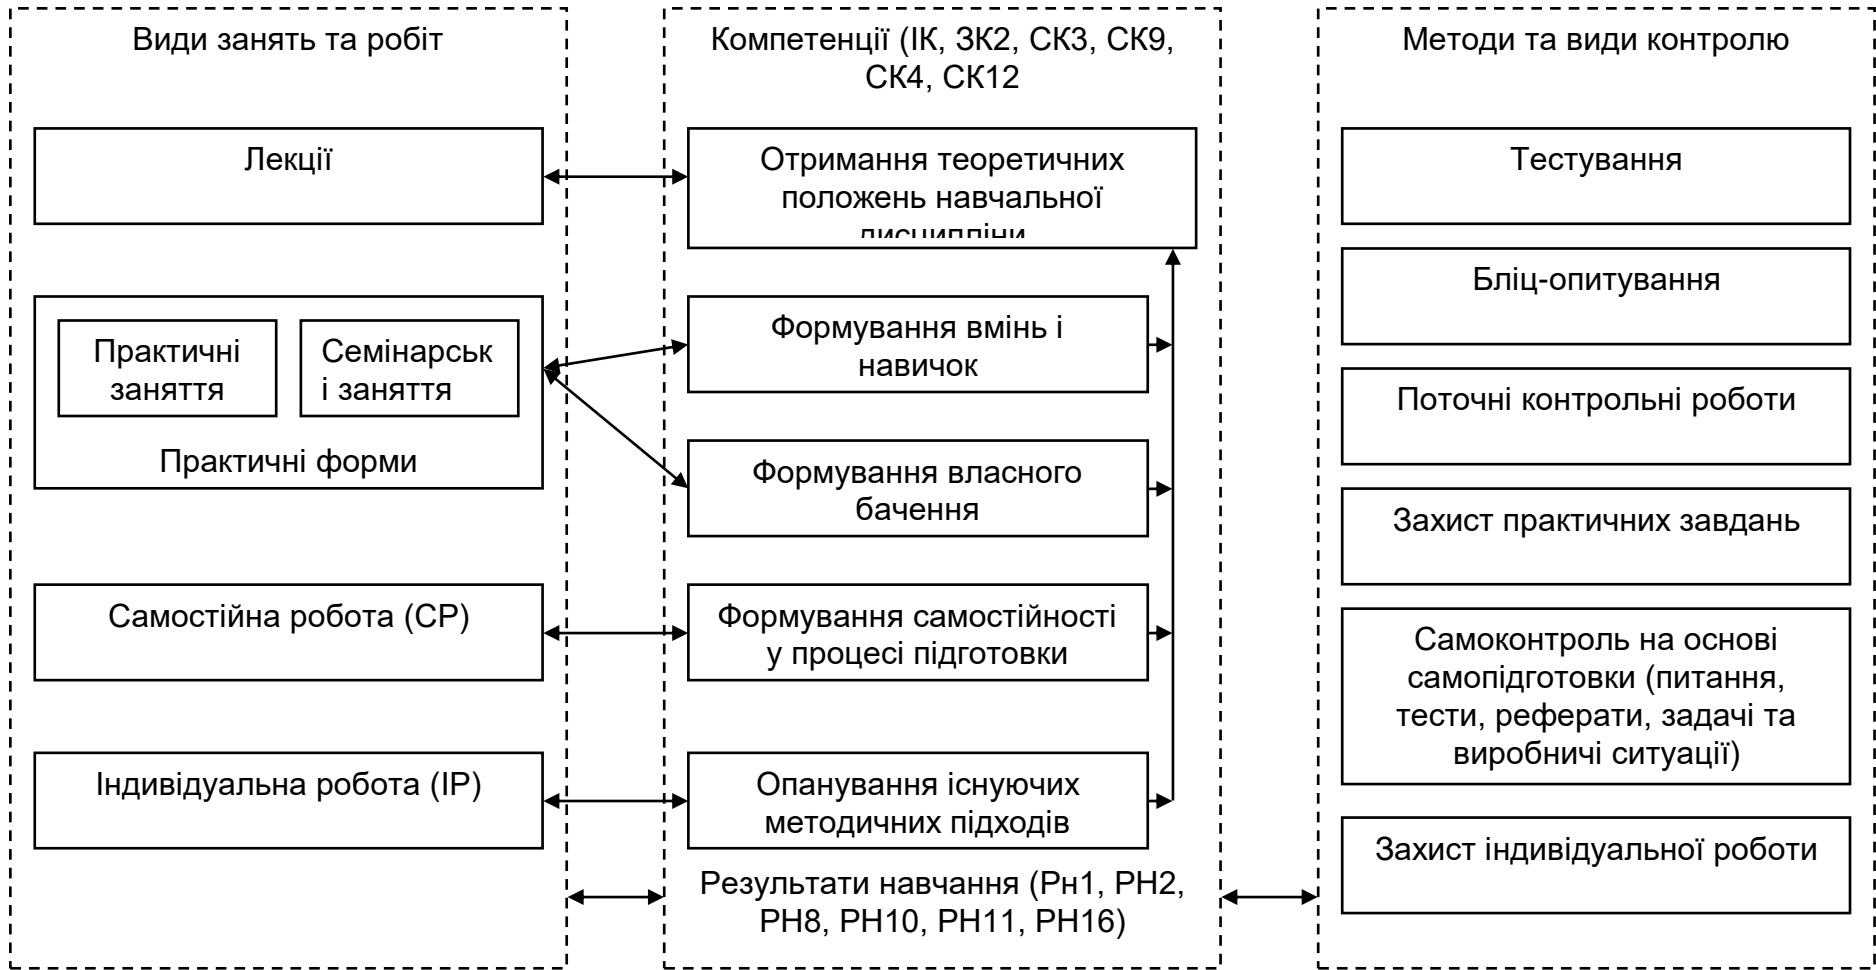 Види занять та робіт
Лекції
Практичні
заняття
Семінарськ
і заняття
Практичні форми
Самостійна робота (СР)
Індивідуальна робота (ІР)
Компетенції (ІК, ЗК2, СК3, СК9,
СК4, СК12
Отримання теоретичних
положень навчальної
дисципліни
Формування вмінь і
навичок
Формування власного
бачення
Формування самостійності
у процесі підготовки
Опанування існуючих
методичних підходів
Результати навчання (Рн1, РН2,
РН8, РН10, РН11, РН16)
Методи та види контролю
Тестування
Бліц-опитування
Поточні контрольні роботи
Захист практичних завдань
Самоконтроль на основі
самопідготовки (питання,
тести, реферати, задачі та
виробничі ситуації)
Захист індивідуальної роботи